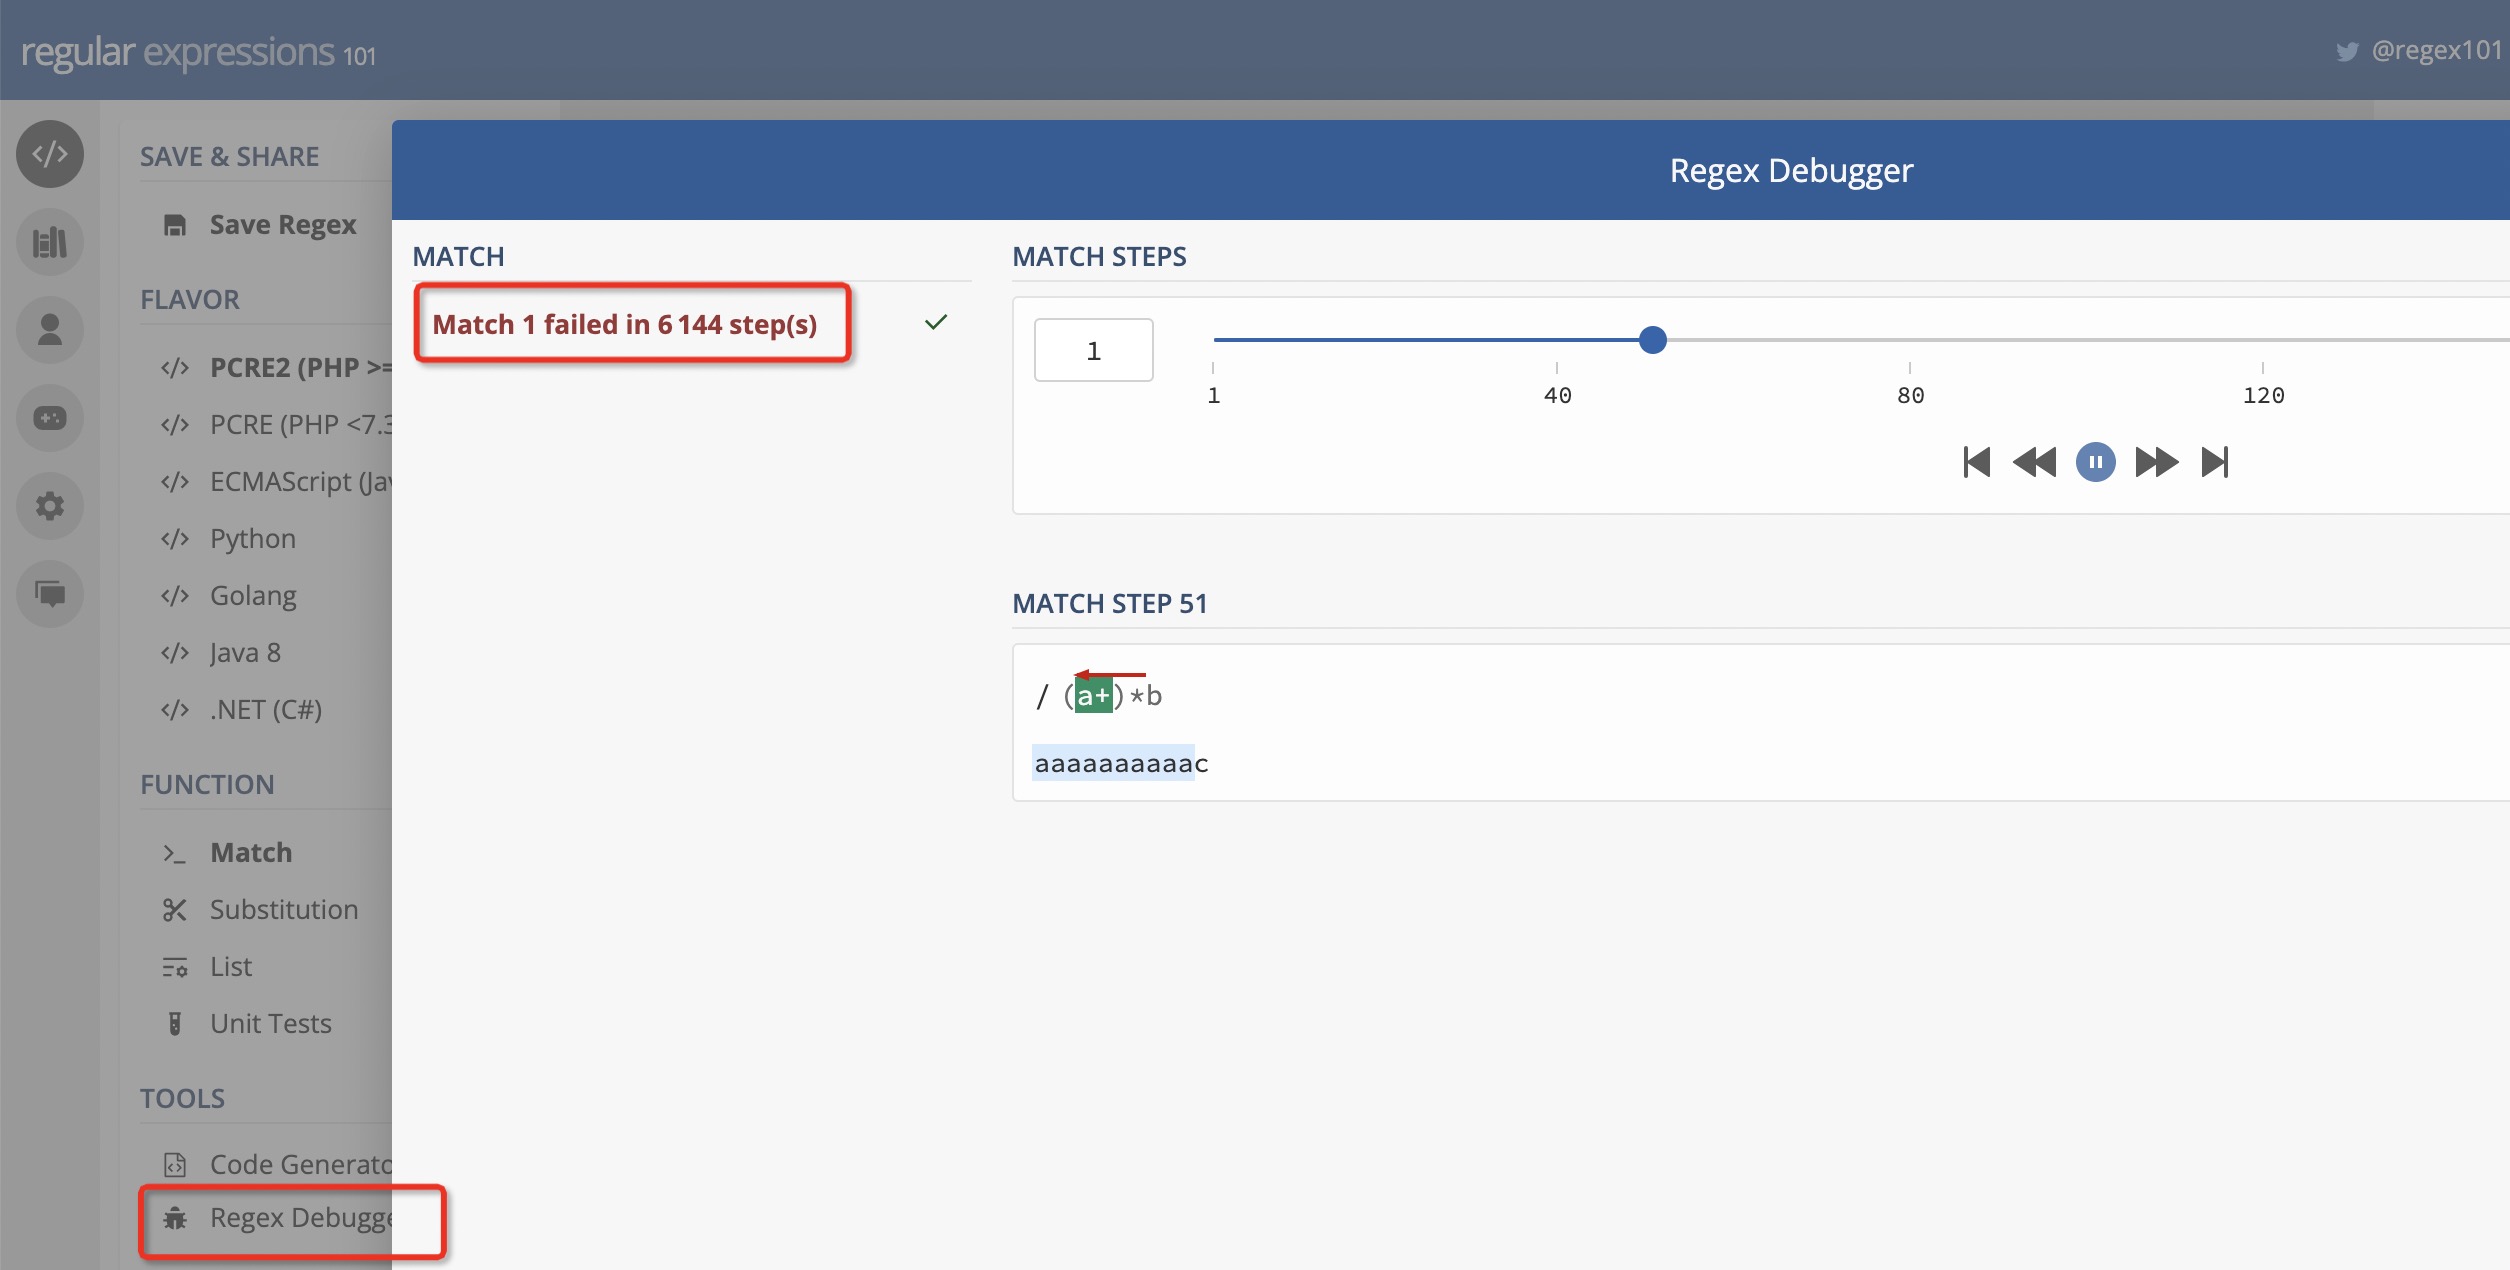 regular expressions 101
@regex101
SAVE & SHARE
Save Regex
FLAVOR
PCRE2 (PHP >=
PCRE (PHP <7.3
ECMAScript (Jav
Python
Golang
Java 8
.NET (C#)
FUNCTION
Match
Substitution
List
Unit Tests
TOOLS
Code Generato
Regex Debugge
Regex Debugger
MATCH
Match 1 failed in 6 144 step(s)
MATCH STEPS
1
1 40 80 120
MATCH STEP 51
/ (a+)*b
aaaaaaaaaac